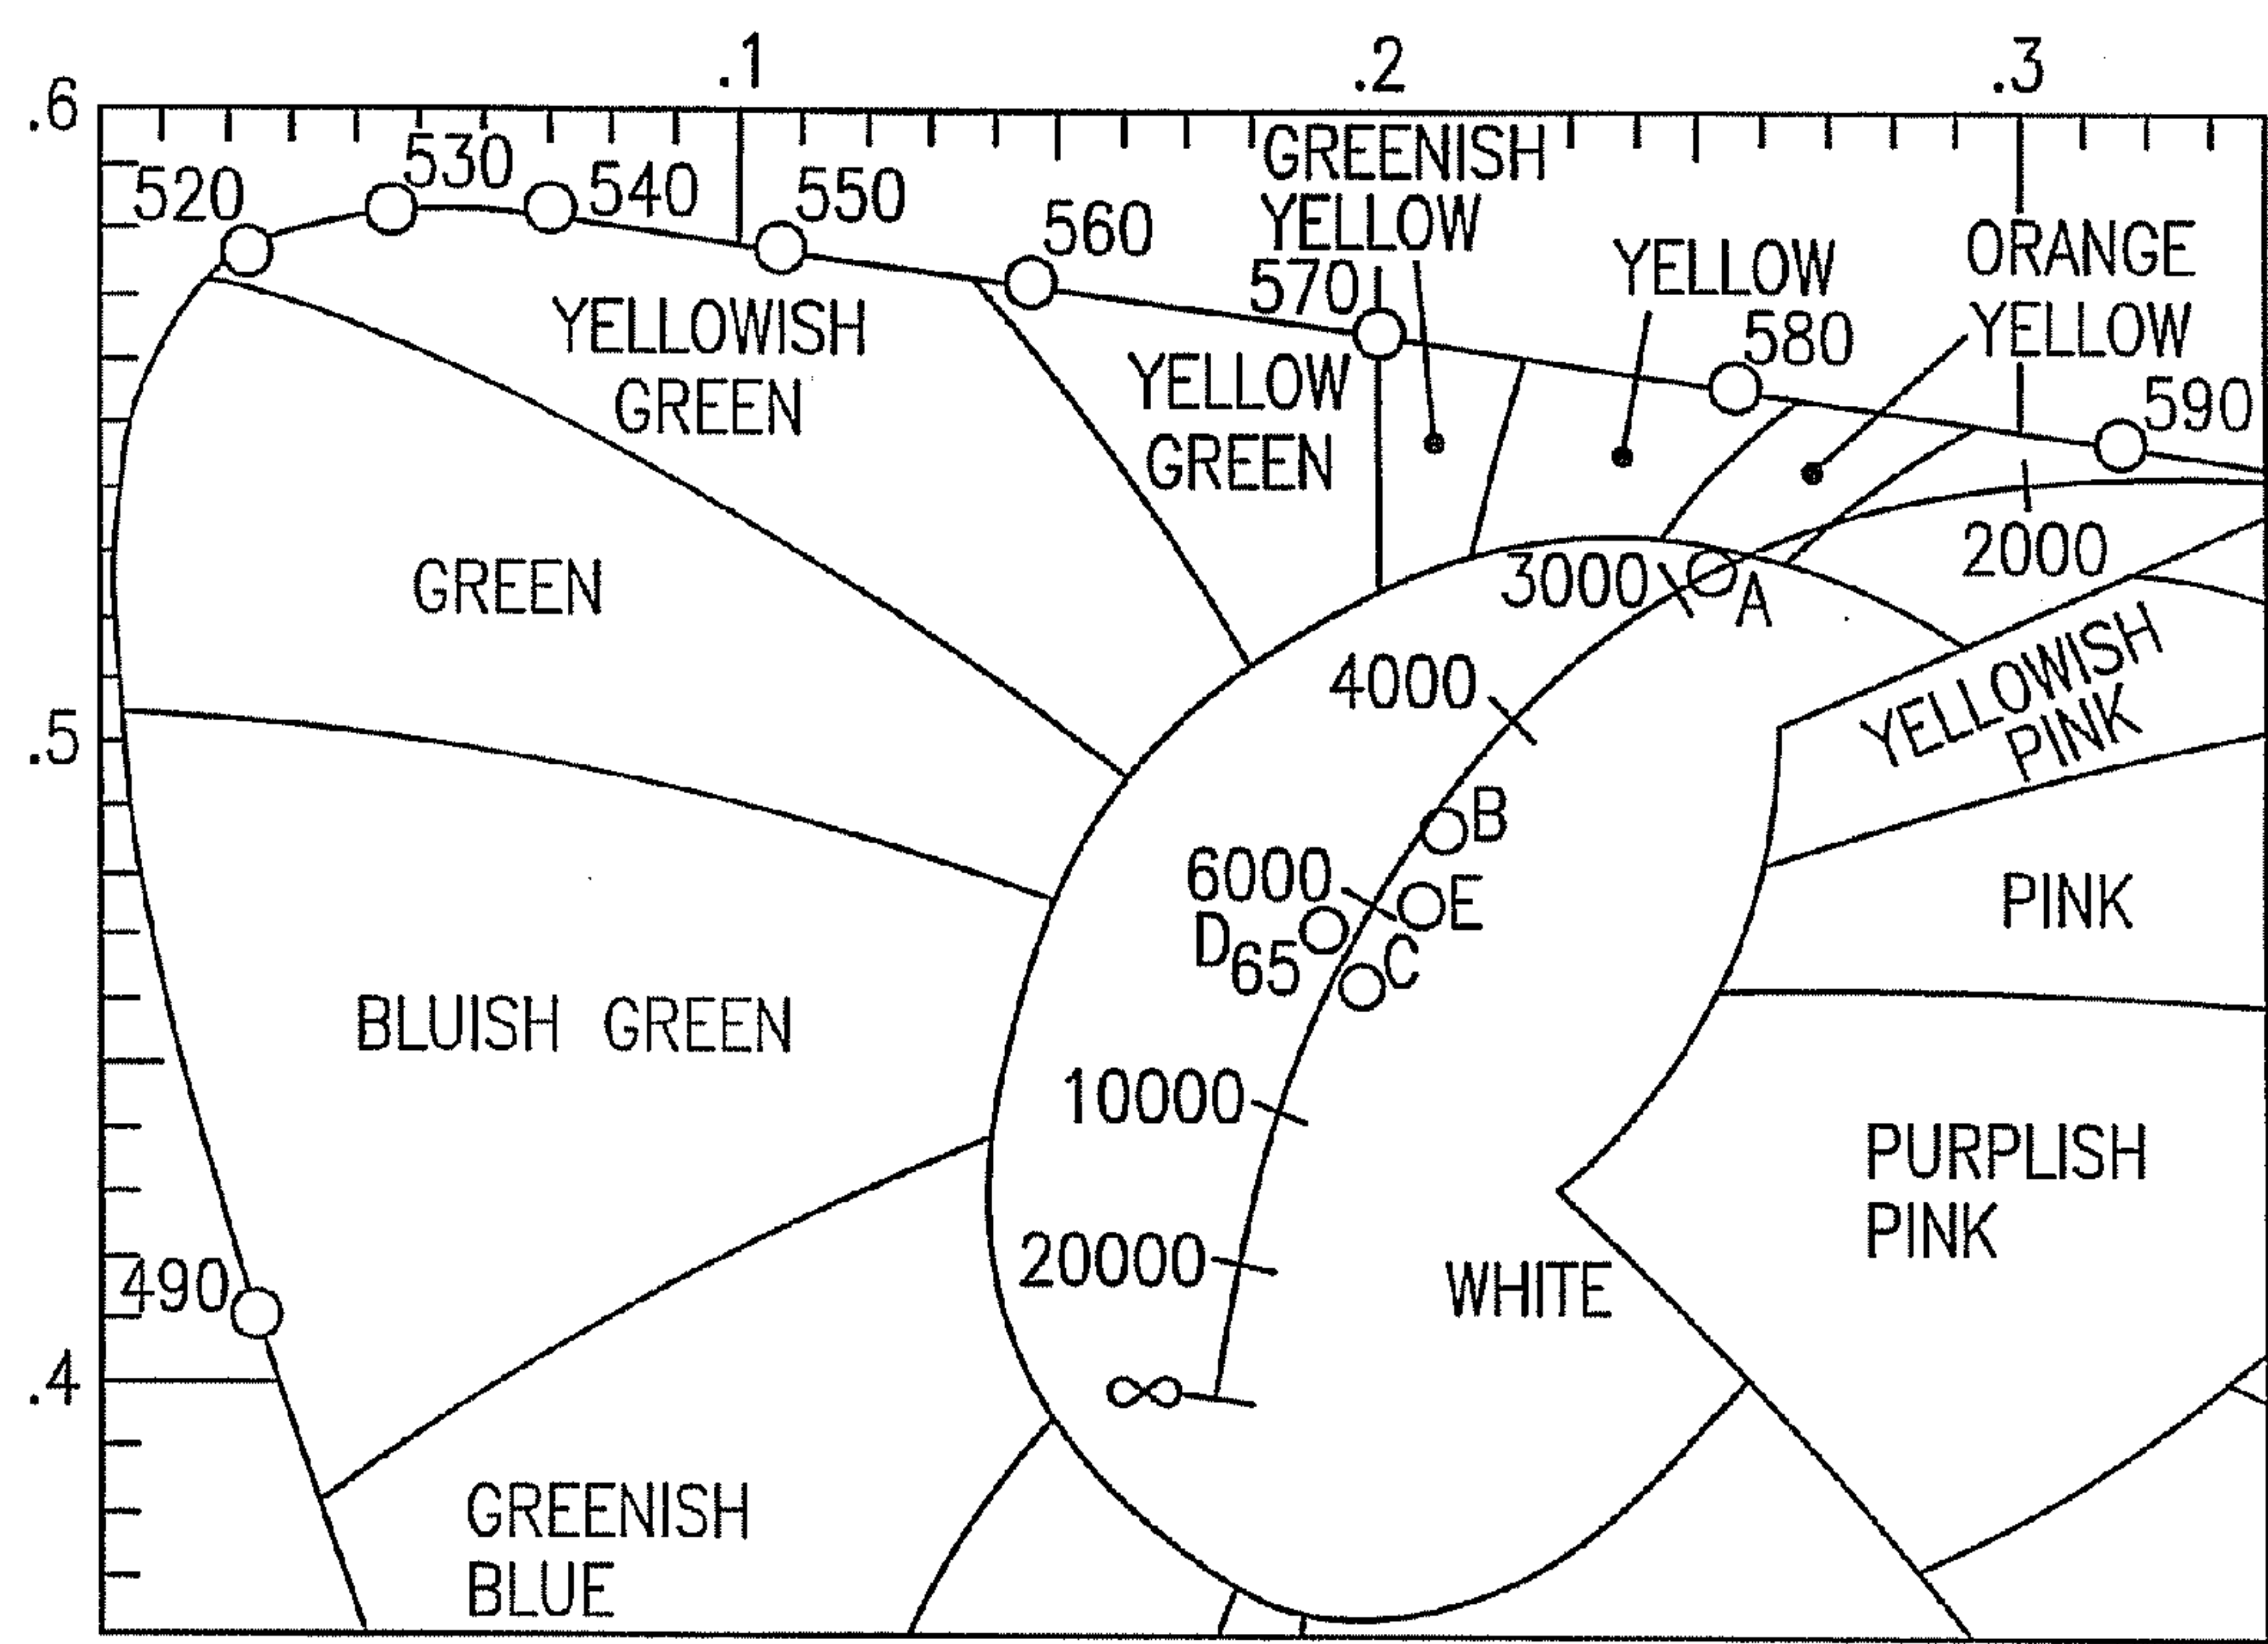 .1
.2
.3
.6
520
530
540
550
560
GREENISH
YELLOW
570
YELLOW
580
ORANGE
YELLOW
590
YELLOWISH
GREEN
YELLOW
GREEN
GREEN
3000
A
2000
4000
YELLOWISH
PINK
.5
B
6000
E
D65
C
PINK
BLUISH GREEN
10000
PURPLISH
PINK
20000
WHITE
490
.4
∞
GREENISH
BLUE